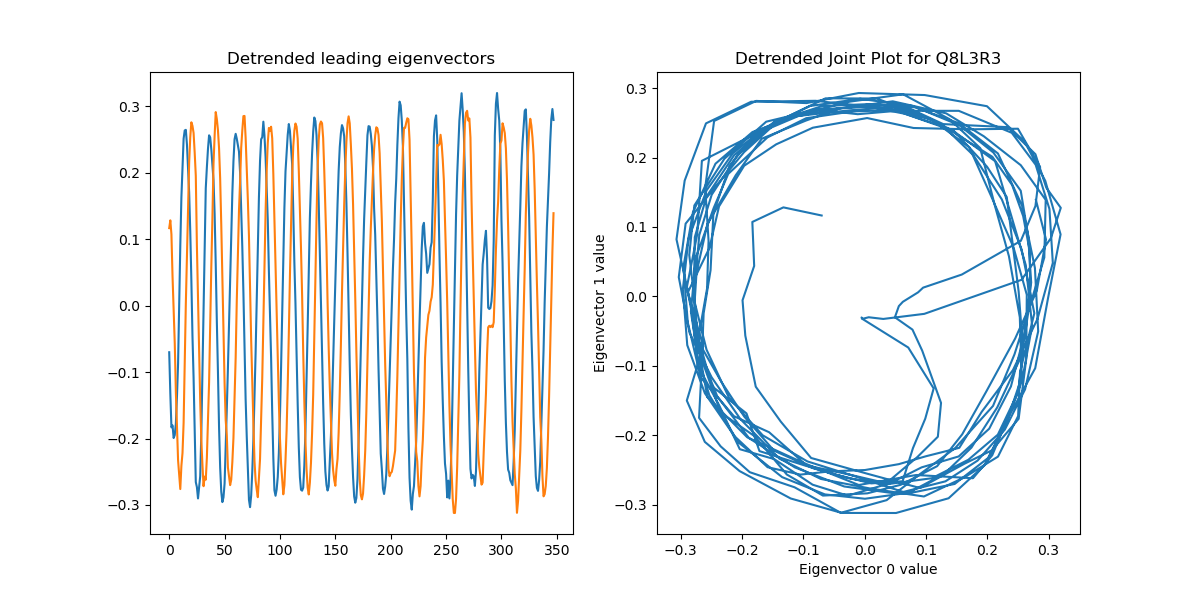 Detrended leading eigenvectors
0.3
0.2
0.1
0.0
−0.1
−0.2
−0.3
0 50 100 150 200 250 300 350
Detrended Joint Plot for Q8L3R3
Eigenvector 1 value
0.3
0.2
0.1
0.0
−0.1
−0.2
−0.3
−0.3 −0.2 −0.1 0.0 0.1 0.2 0.3
Eigenvector 0 value